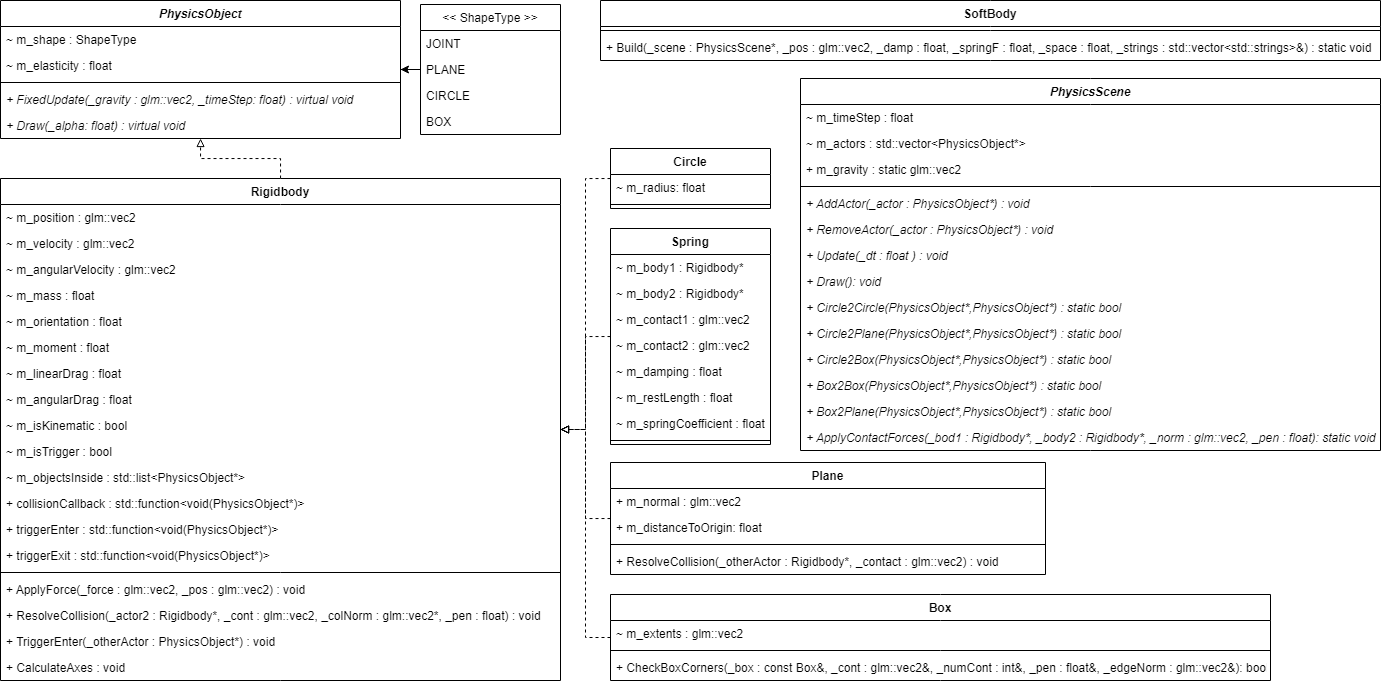 PhysicsObject
~ m_shape : ShapeType
~ m_elasticity : float
+ FixedUpdate(_gravity : glm::vec2, _timeStep: float) : virtual void
+ Draw(_alpha: float) : virtual void
<< ShapeType >>
JOINT
PLANE
CIRCLE
BOX
SoftBody
+ Build(_scene : PhysicsScene*, _pos : glm::vec2, _damp : float, _springF : float, _space : float, _strings : std::vector<std::strings>&) : static void
PhysicsScene
~ m_timeStep : float
~ m_actors : std::vector<PhysicsObject*>
+ m_gravity : static glm::vec2
+ AddActor(_actor : PhysicsObject*) : void
+ RemoveActor(_actor : PhysicsObject*) : void
+ Update(_dt : float ) : void
+ Draw(): void
+ Circle2Circle(PhysicsObject*,PhysicsObject*) : static bool
+ Circle2Plane(PhysicsObject*,PhysicsObject*) : static bool
+ Circle2Box(PhysicsObject*,PhysicsObject*) : static bool
+ Box2Box(PhysicsObject*,PhysicsObject*) : static bool
+ Box2Plane(PhysicsObject*,PhysicsObject*) : static bool
+ ApplyContactForces(_bod1 : Rigidbody*, _body2 : Rigidbody*, _norm : glm::vec2, _pen : float): static void
Rigidbody
~ m_position : glm::vec2
~ m_velocity : glm::vec2
~ m_angularVelocity : glm::vec2
~ m_mass : float
~ m_orientation : float
~ m_moment : float
~ m_linearDrag : float
~ m_angularDrag : float
~ m_isKinematic : bool
~ m_isTrigger : bool
~ m_objectsInside : std::list<PhysicsObject*>
+ collisionCallback : std::function<void(PhysicsObject*)>
+ triggerEnter : std::function<void(PhysicsObject*)>
+ triggerExit : std::function<void(PhysicsObject*)>
+ ApplyForce(_force : glm::vec2, _pos : glm::vec2) : void
+ ResolveCollision(_actor2 : Rigidbody*, _cont : glm::vec2, _colNorm : glm::vec2*, _pen : float) : void
+ TriggerEnter(_otherActor : PhysicsObject*) : void
+ CalculateAxes : void
Circle
~ m_radius: float
Spring
~ m_body1 : Rigidbody*
~ m_body2 : Rigidbody*
~ m_contact1 : glm::vec2
~ m_contact2 : glm::vec2
~ m_damping : float
~ m_restLength : float
~ m_springCoefficient : float
Plane
+ m_normal : glm::vec2
+ m_distanceToOrigin: float
+ ResolveCollision(_otherActor : Rigidbody*, _contact : glm::vec2) : void
Box
~ m_extents : glm::vec2
+ CheckBoxCorners(_box : const Box&, _cont : glm::vec2&, _numCont : int&, _pen : float&, _edgeNorm : glm::vec2&): boo